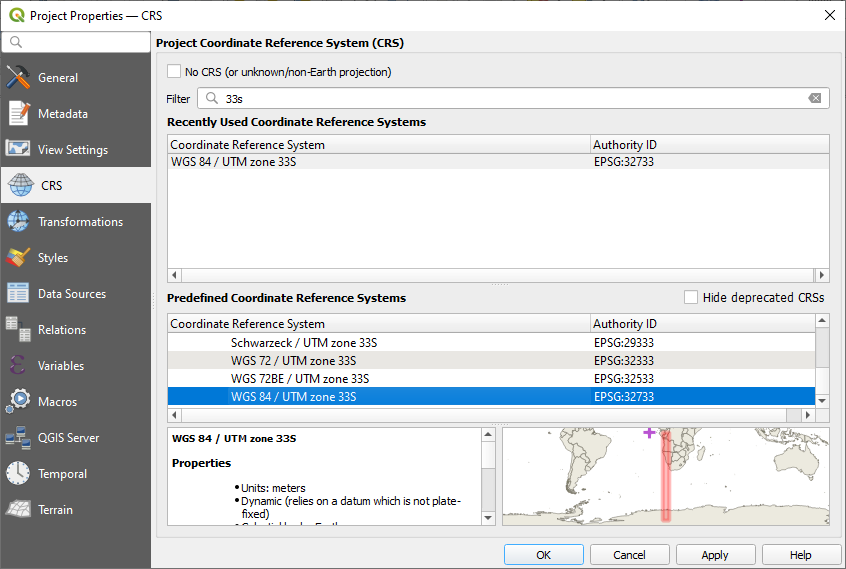 Project Properties — CRS
General
Metadata
View Settings
CRS
Transformations
Styles
Data Sources
Relations
Variables
Macros
QGIS Server
Temporal
Terrain
Project Coordinate Reference System (CRS)
No CRS (or unknown/non-Earth projection)
Filter 33s
Recently Used Coordinate Reference Systems
Coordinate Reference System Authority ID
WGS 84 / UTM zone 33S EPSG:32733
Predefined Coordinate Reference Systems Hide deprecated CRSs
Coordinate Reference System Authority ID
Schwarzeck / UTM zone 33S EPSG:29333
WGS 72 / UTM zone 33S EPSG:32333
WGS 72BE / UTM zone 33S EPSG:32533
WGS 84 / UTM zone 33S EPSG:32733
WGS 84 / UTM zone 33S
Properties
• Units: meters
• Dynamic (relies on a datum which is not plate-
fixed)
OK Cancel Apply Help